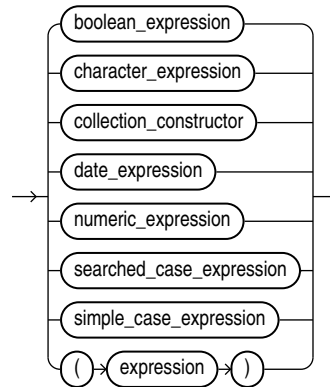 boolean_expression
character_expression
collection_constructor
date_expression
numeric_expression
searched_case_expression
simple_case_expression
( expression )